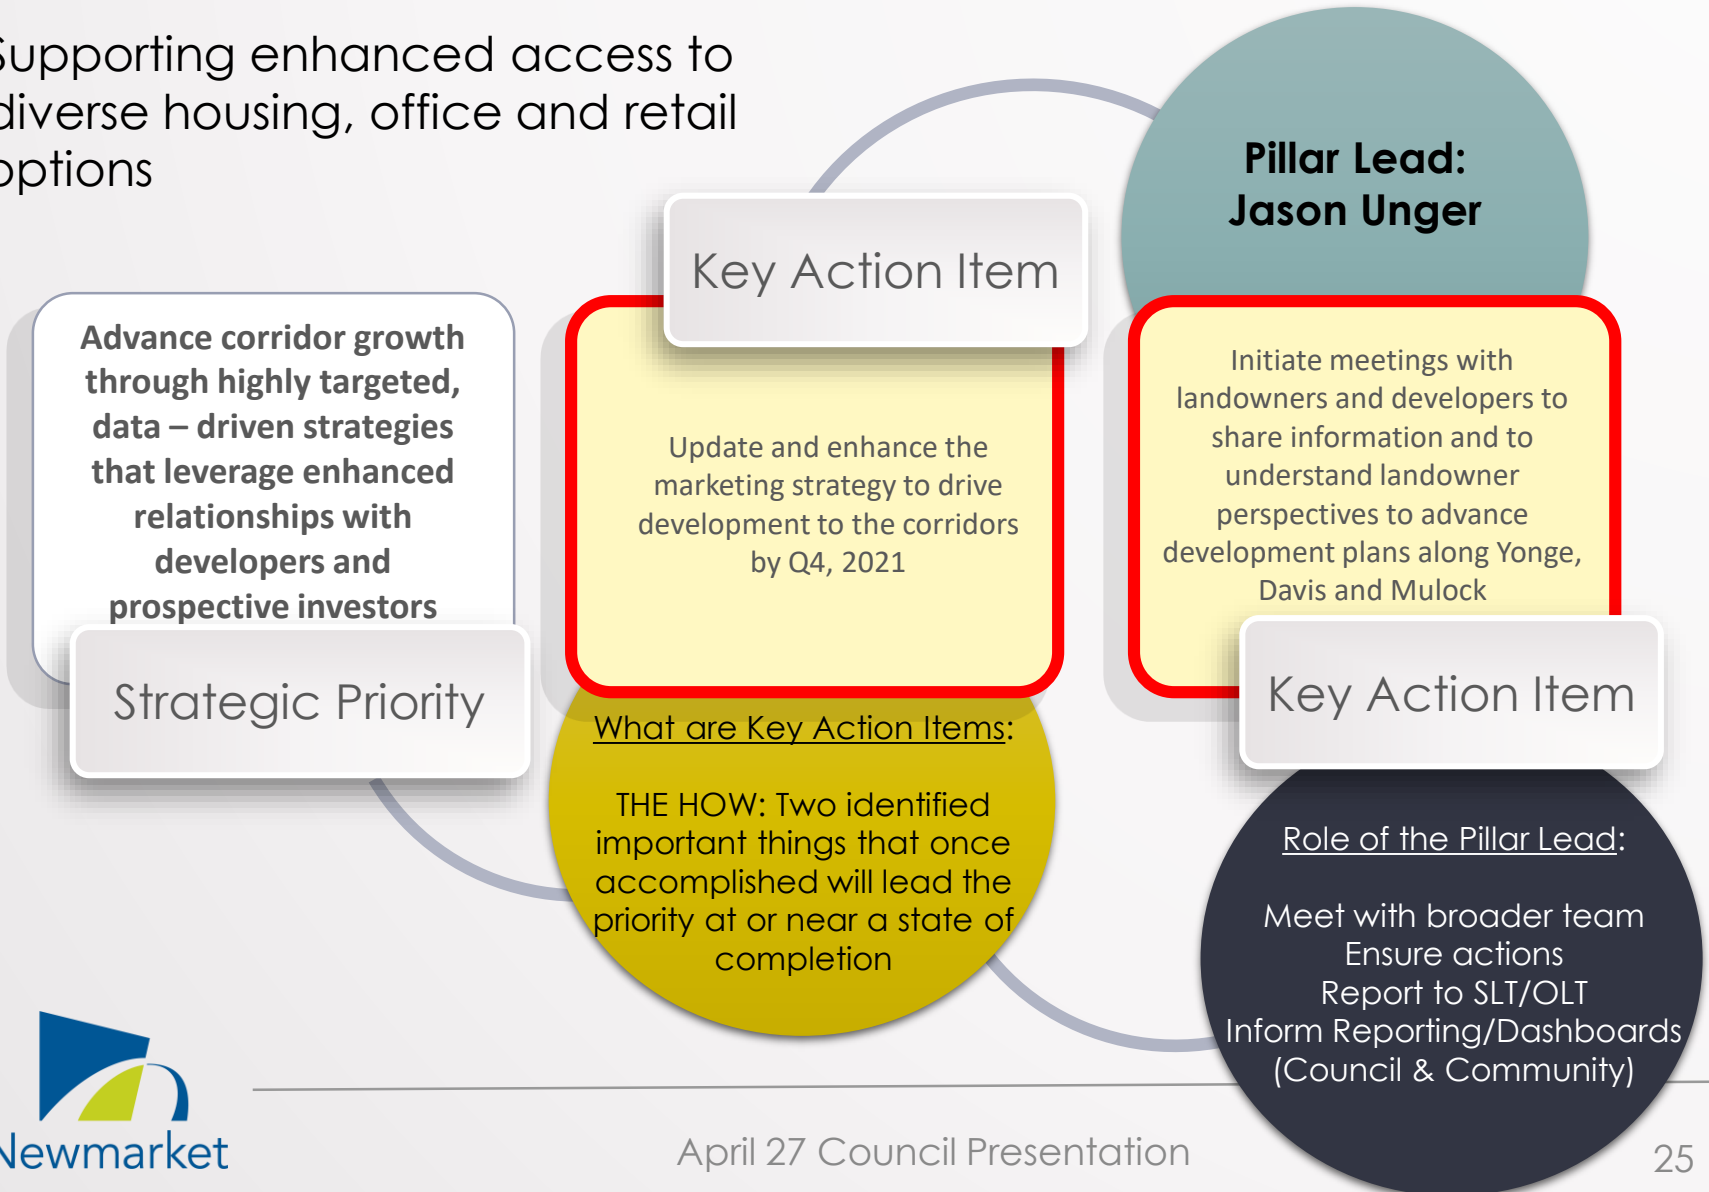 Supporting enhanced access to
diverse housing, office and retail
options
Pillar Lead:
Jason Unger
Key Action Item
Advance corridor growth
through highly targeted,
data – driven strategies
that leverage enhanced
relationships with
developers and
prospective investors
Strategic Priority
Update and enhance the
marketing strategy to drive
development to the corridors
by Q4, 2021
Initiate meetings with
landowners and developers to
share information and to
understand landowner
perspectives to advance
development plans along Yonge,
Davis and Mulock
Key Action Item
What are Key Action Items:
THE HOW: Two identified
important things that once
accomplished will lead the
priority at or near a state of
completion
Role of the Pillar Lead:
Meet with broader team
Ensure actions
Report to SLT/OLT
Inform Reporting/Dashboards
(Council & Community)
Newmarket
April 27 Council Presentation
25